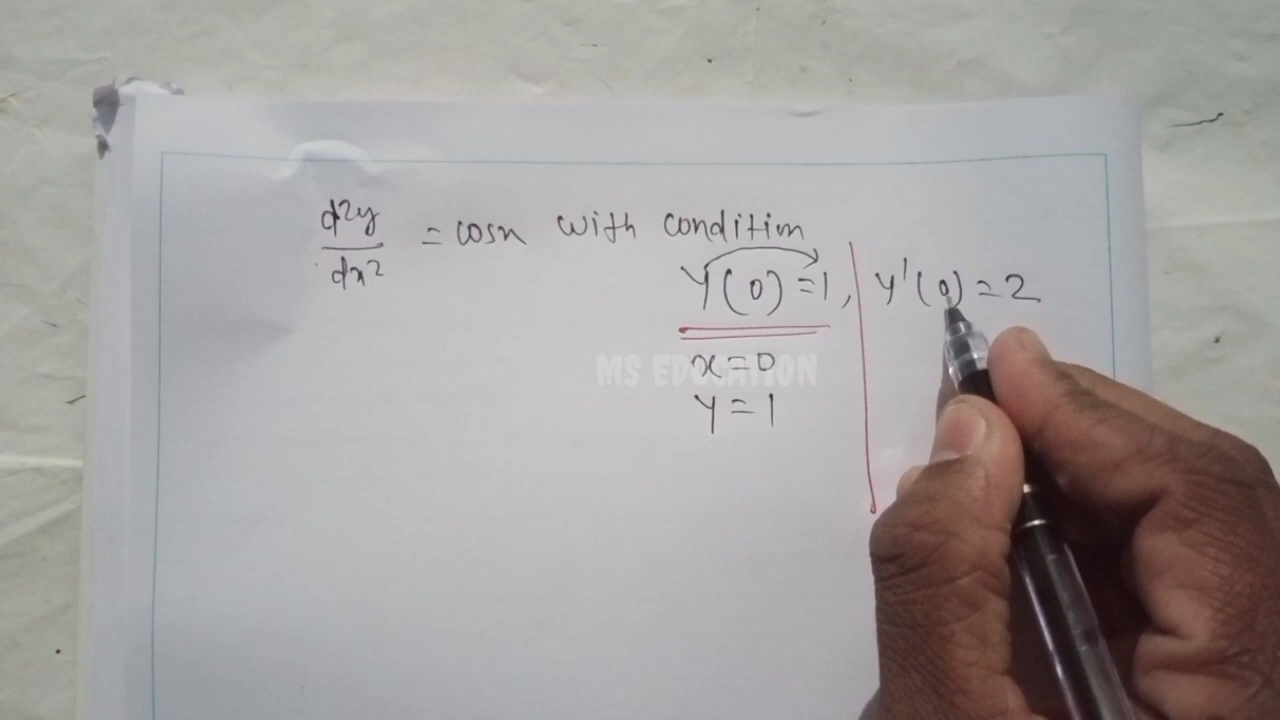 d²y/dx² = cosx with condition
y(0)=1, y'(0)=2
MS EDUCATION
x=0
y=1